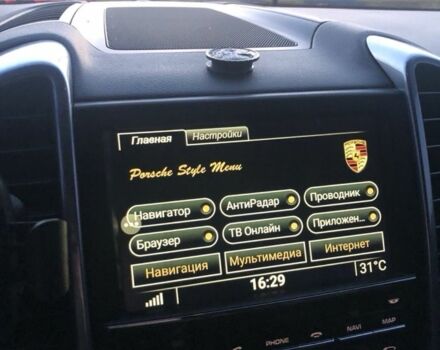 Главная Настройки
Porsche Style Menu
Навигатор АнтиРадар Проводник
Браузер ТВ Онлайн Приложен...
Навигация Мультимедиа Интернет
16:29 31°C
PHONE NAVI MAP